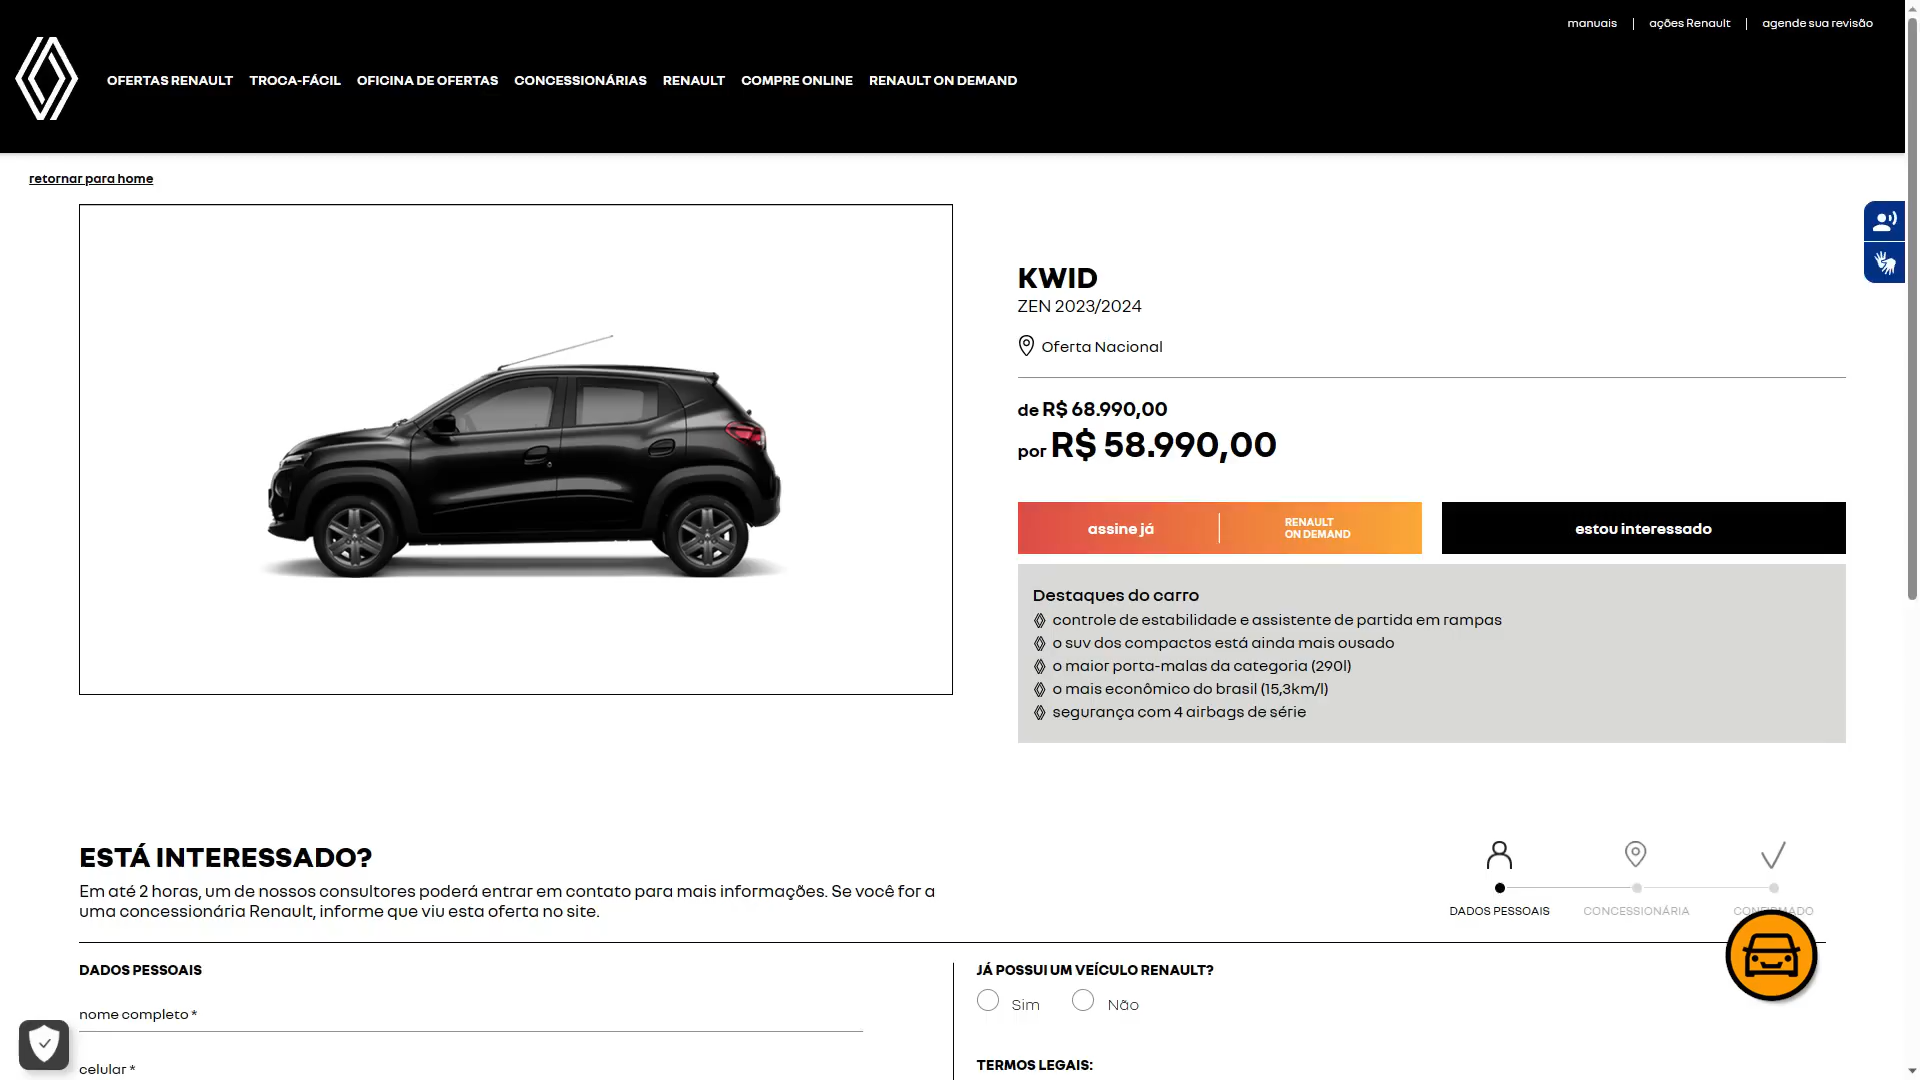 manuais | ações Renault | agende sua revisão
OFERTAS RENAULT TROCA-FÁCIL OFICINA DE OFERTAS CONCESSIONÁRIAS RENAULT COMPRE ONLINE RENAULT ON DEMAND
retornar para home
KWID
ZEN 2023/2024
Oferta Nacional
de R$ 68.990,00
por R$ 58.990,00
assine já
RENAULT
ON DEMAND
estou interessado
Destaques do carro
controle de estabilidade e assistente de partida em rampas
o suv dos compactos está ainda mais ousado
o maior porta-malas da categoria (290l)
o mais econômico do brasil (15,3km/l)
segurança com 4 airbags de série
ESTÁ INTERESSADO?
Em até 2 horas, um de nossos consultores poderá entrar em contato para mais informações. Se você for a
uma concessionária Renault, informe que viu esta oferta no site.
DADOS PESSOAIS CONCESSIONÁRIA CONFIRMADO
DADOS PESSOAIS
nome completo *
celular *
JÁ POSSUI UM VEÍCULO RENAULT?
Sim Não
TERMOS LEGAIS: